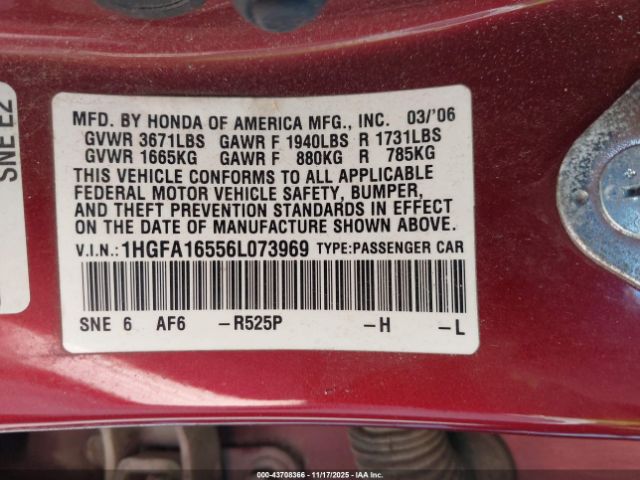 SNE E2
MFD. BY HONDA OF AMERICA MFG., INC. 03/'06
GVWR 3671LBS GAWR F 1940LBS R 1731LBS
GVWR 1665KG GAWR F 880KG R 785KG
THIS VEHICLE CONFORMS TO ALL APPLICABLE
FEDERAL MOTOR VEHICLE SAFETY, BUMPER,
AND THEFT PREVENTION STANDARDS IN EFFECT
ON THE DATE OF MANUFACTURE SHOWN ABOVE.
V.I.N.: 1HGFA16556L073969 TYPE:PASSENGER CAR
SNE 6 AF6 –R525P –H –L
000-43708366 - 11/17/2025 - IAA Inc.